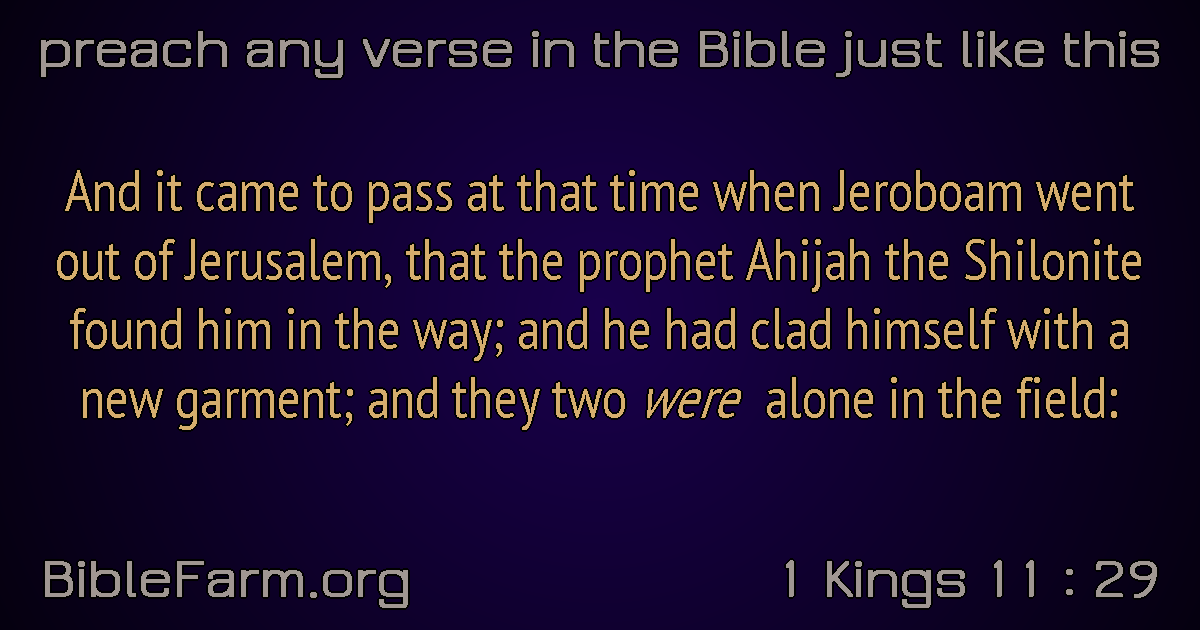 preach any verse in the Bible just like this
And it came to pass at that time when Jeroboam went
out of Jerusalem, that the prophet Ahijah the Shilonite
found him in the way; and he had clad himself with a
new garment; and they two were alone in the field:
BibleFarm.org
1 Kings 11 : 29